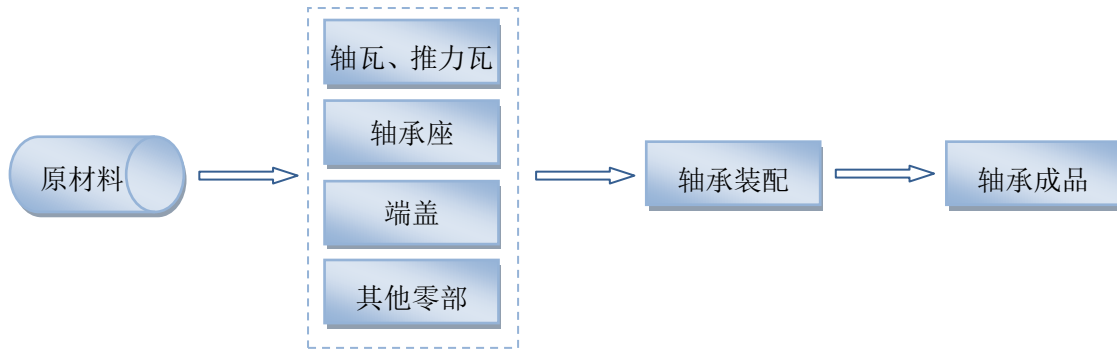 原材料
轴瓦、推力瓦
轴承座
端盖
其他零部
轴承装配
轴承成品